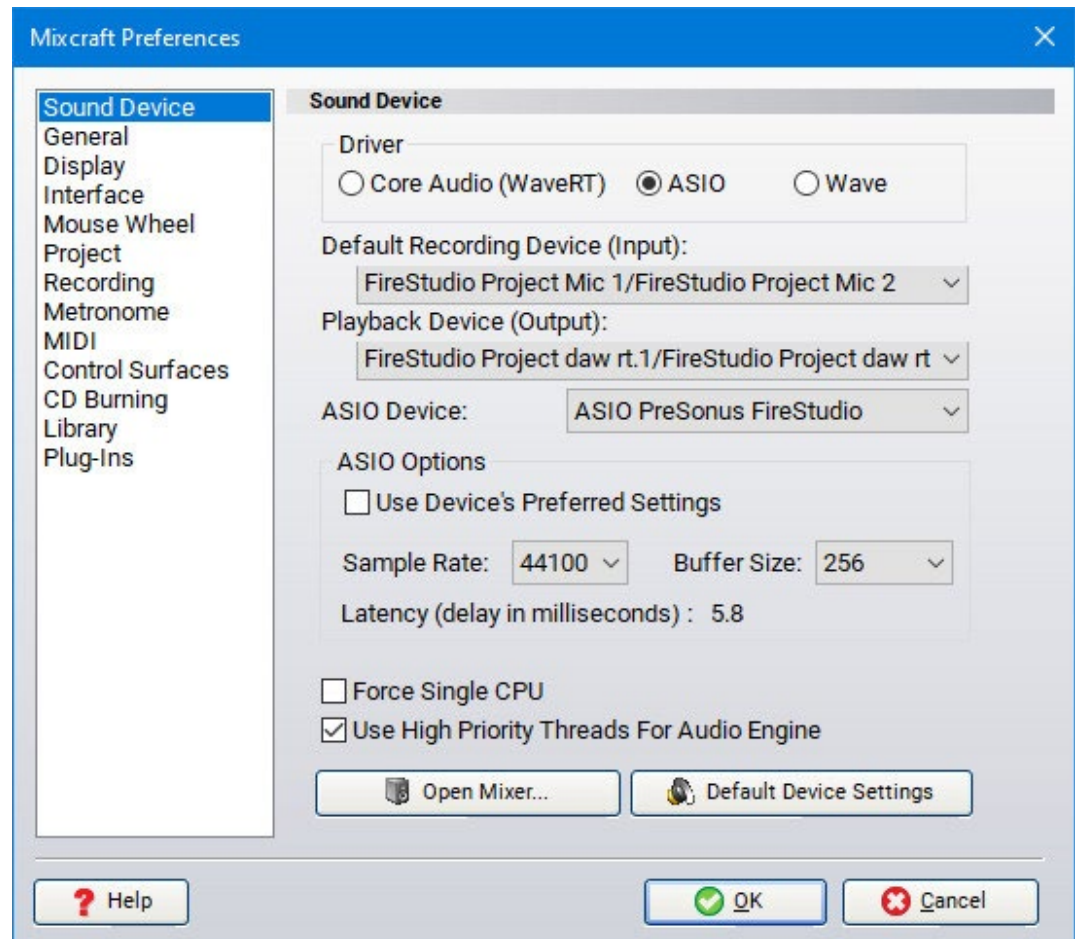 Mixcraft Preferences
Sound Device
General
Display
Interface
Mouse Wheel
Project
Recording
Metronome
MIDI
Control Surfaces
CD Burning
Library
Plug-Ins
Sound Device
Driver
Core Audio (WaveRT) ASIO Wave
Default Recording Device (Input):
FireStudio Project Mic 1/FireStudio Project Mic 2
Playback Device (Output):
FireStudio Project daw rt.1/FireStudio Project daw rt
ASIO Device: ASIO PreSonus FireStudio
ASIO Options
Use Device's Preferred Settings
Sample Rate: 44100 Buffer Size: 256
Latency (delay in milliseconds) : 5.8
Force Single CPU
Use High Priority Threads For Audio Engine
Open Mixer... Default Device Settings
Help OK Cancel